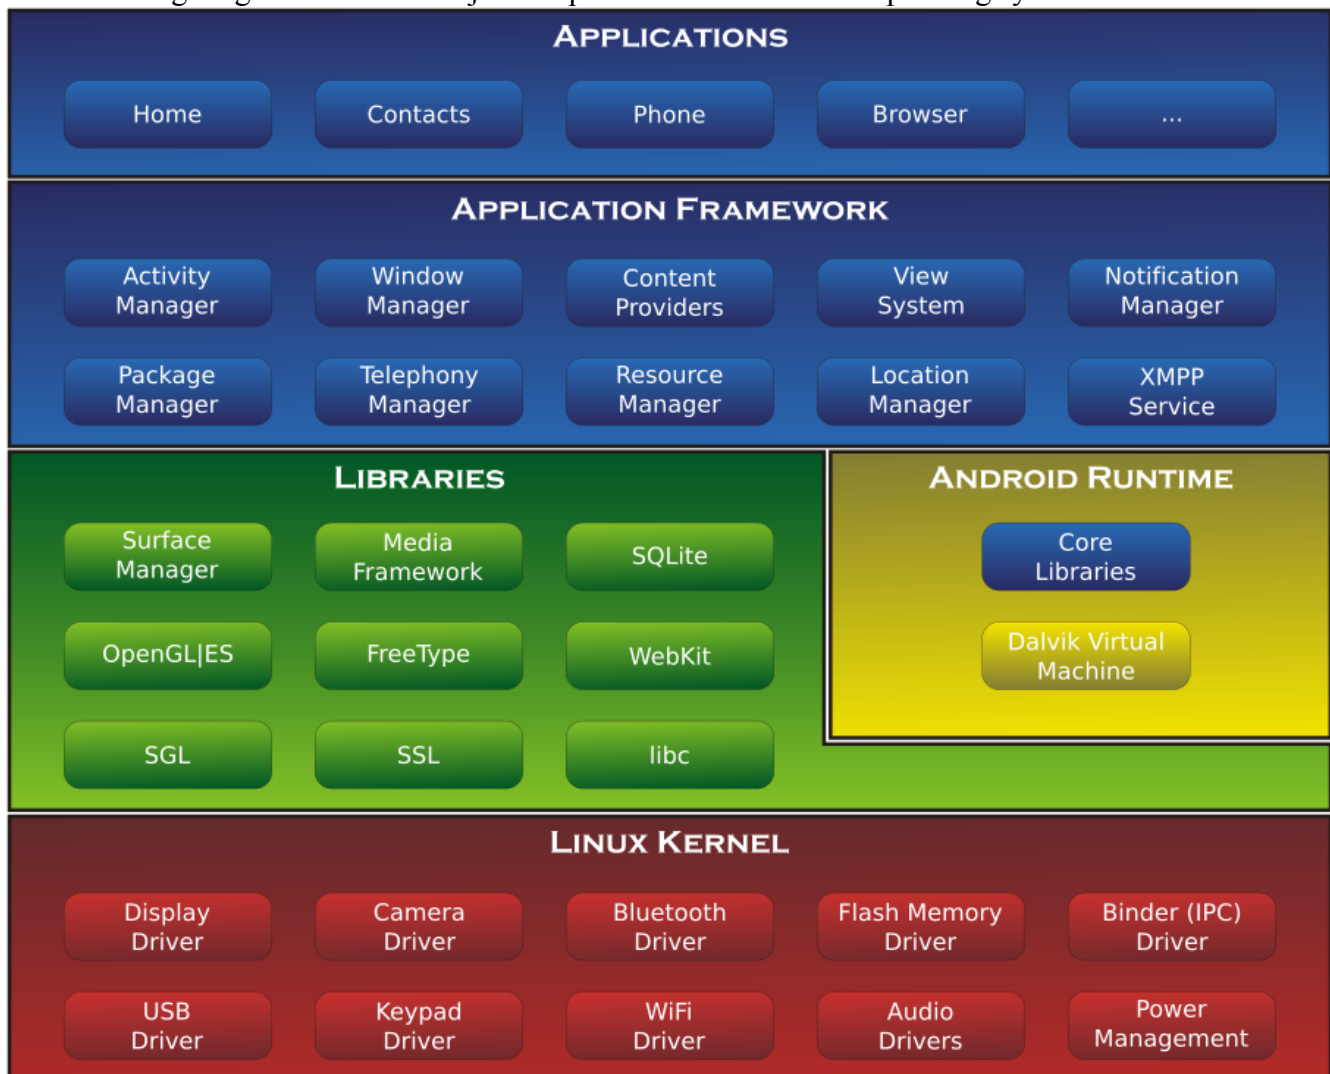 APPLICATIONS
Home Contacts Phone Browser ...
APPLICATION FRAMEWORK
Activity Manager
Window Manager
Content Providers
View System
Notification Manager
Package Manager
Telephony Manager
Resource Manager
Location Manager
XMPP Service
LIBRARIES
Surface Manager
Media Framework
SQLite
OpenGL|ES
FreeType
WebKit
SGL
SSL
libc
ANDROID RUNTIME
Core Libraries
Dalvik Virtual Machine
LINUX KERNEL
Display Driver
Camera Driver
Bluetooth Driver
Flash Memory Driver
Binder (IPC) Driver
USB Driver
Keypad Driver
WiFi Driver
Audio Drivers
Power Management